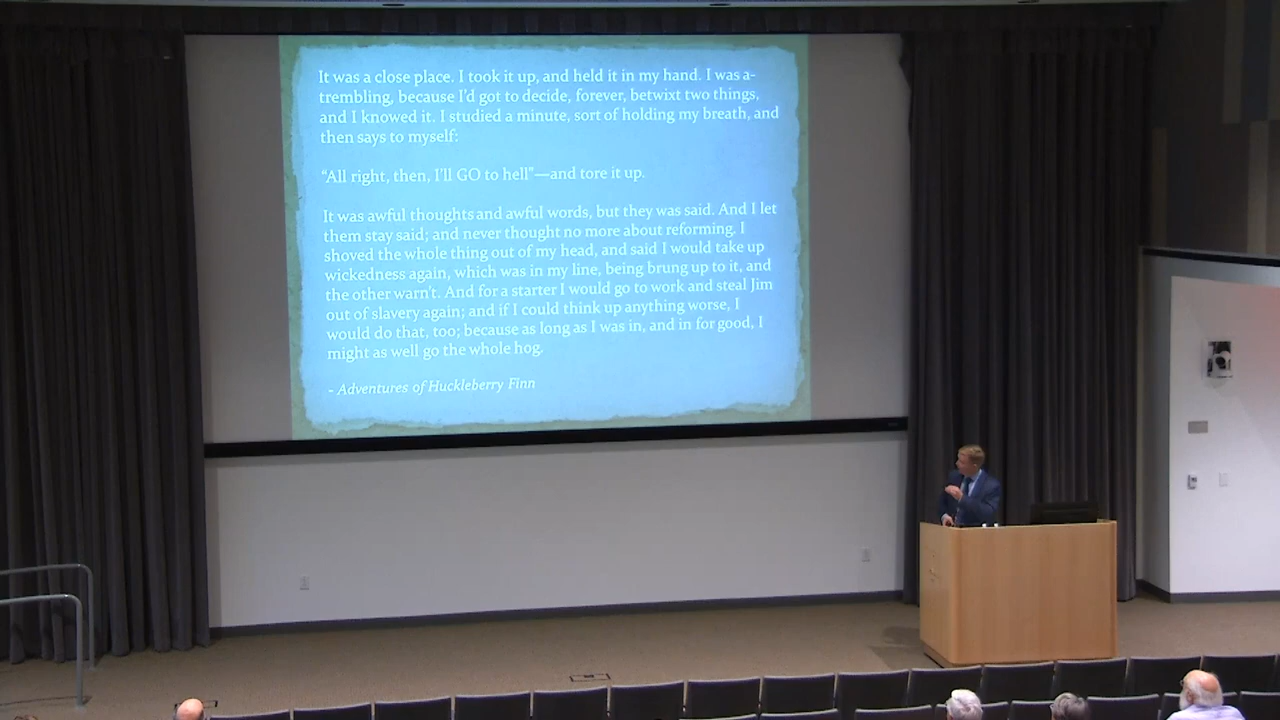 It was a close place. I took it up, and held it in my hand. I was a-
trembling, because I'd got to decide, forever, betwixt two things,
and I knowed it. I studied a minute, sort of holding my breath, and
then says to myself:
“All right, then, I'll GO to hell”—and tore it up.
It was awful thoughts and awful words, but they was said. And I let
them stay said; and never thought no more about reforming. I
shoved the whole thing out of my head, and said I would take up
wickedness again, which was in my line, being brung up to it, and
the other warn't. And for a starter I would go to work and steal Jim
out of slavery again; and if I could think up anything worse, I
would do that, too; because as long as I was in, and in for good, I
might as well go the whole hog.
- Adventures of Huckleberry Finn